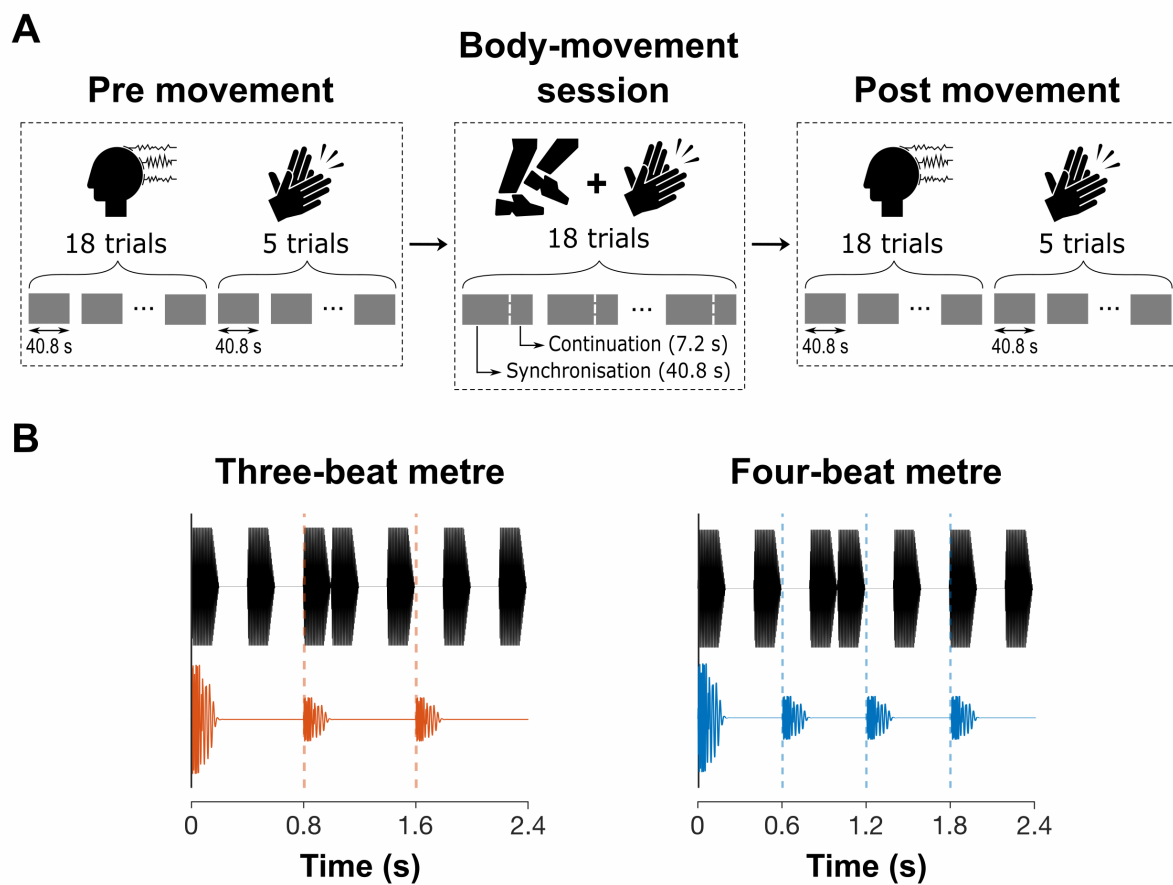 A
Pre movement
Body-movement
session
Post movement
+
18 trials
5 trials
18 trials
18 trials
5 trials
...
...
...
...
...
40.8 s
40.8 s
Continuation (7.2 s)
Synchronisation (40.8 s)
40.8 s
40.8 s
B
Three-beat metre
Four-beat metre
0
0.8
1.6
2.4
Time (s)
0
0.6
1.2
1.8
2.4
Time (s)